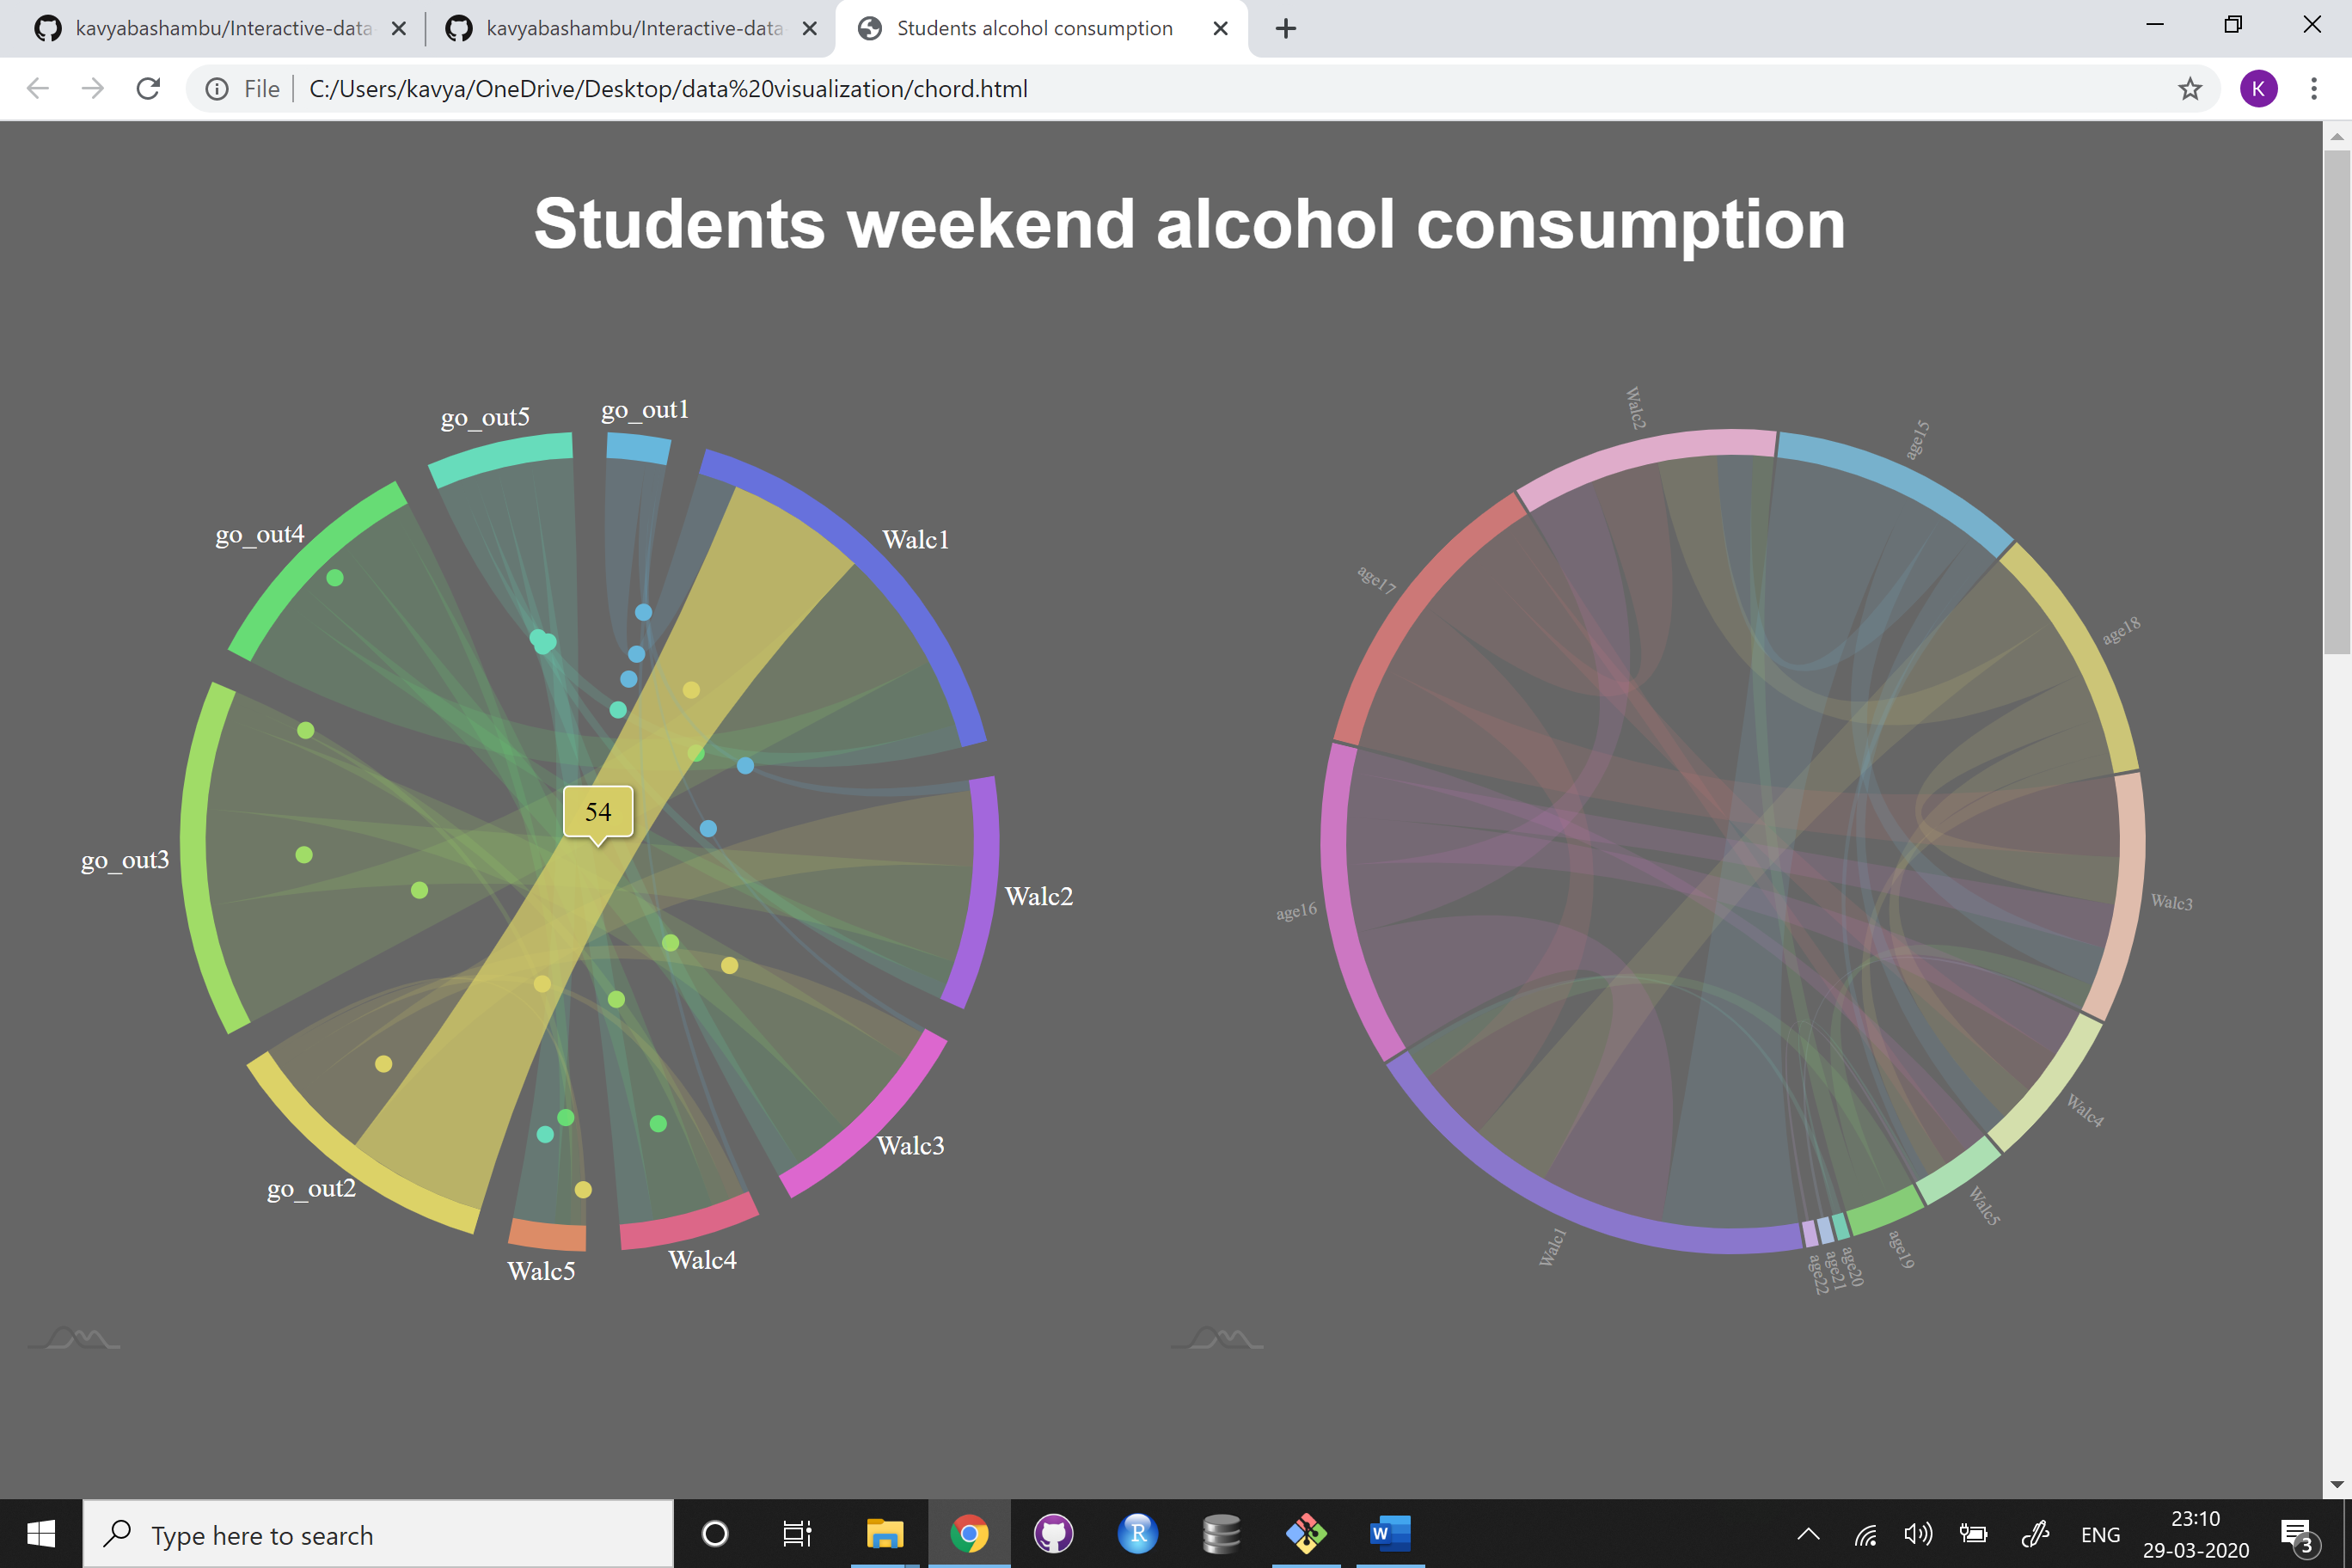 kavyabashambu/Interactive-data
kavyabashambu/Interactive-data
Students alcohol consumption
File
C:/Users/kavya/OneDrive/Desktop/data%20visualization/chord.html
K
Students weekend alcohol consumption
go_out1
go_out5
go_out4
Walc1
54
go_out3
Walc2
go_out2
Walc3
Walc4
Walc5
Walc2
age15
age17
age18
age16
Walc3
Walc4
Walc5
Walc1
age22
age21
age20
age19
Type here to search
R
W
ENG
23:10
29-03-2020
3